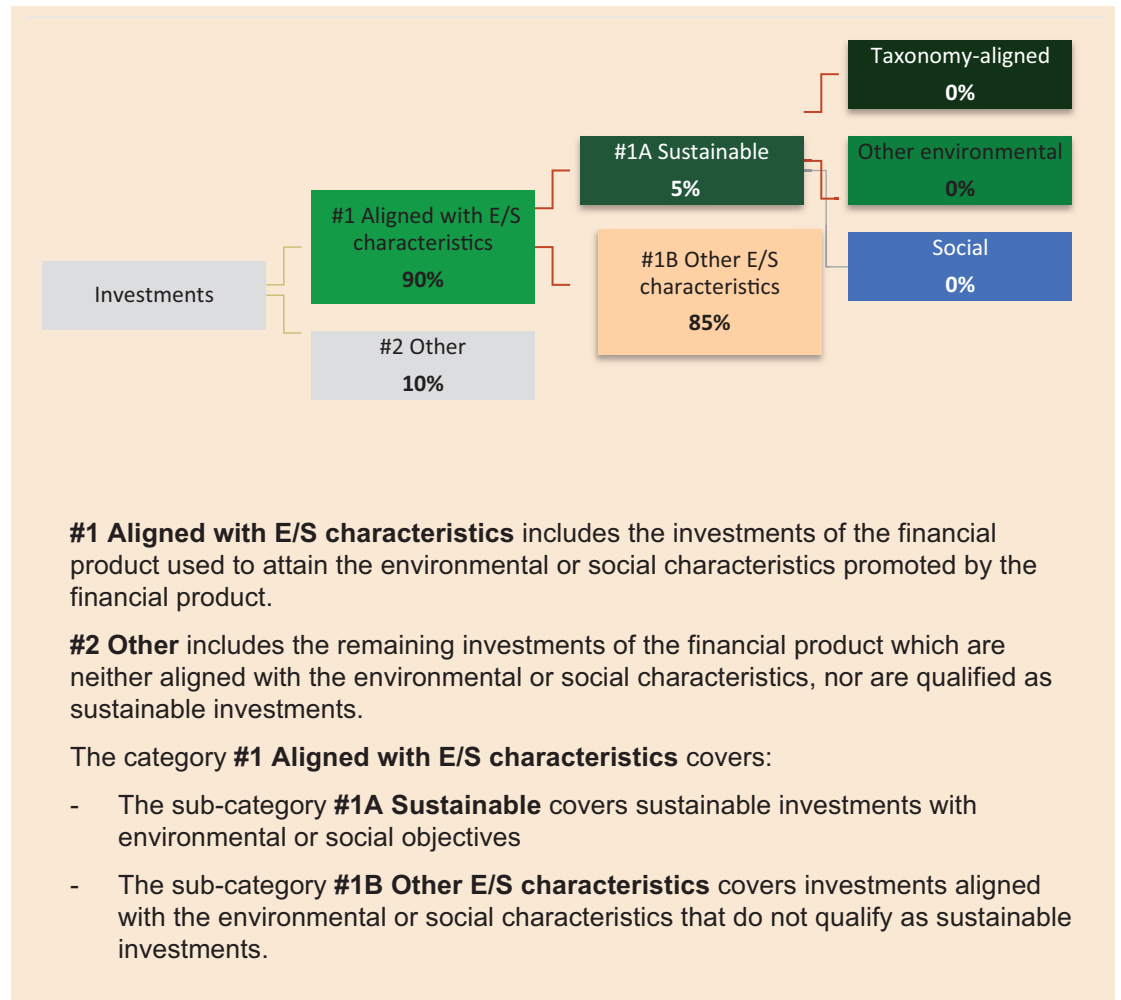 Investments
#1 Aligned with E/S
characteristics
90%
#2 Other
10%
#1A Sustainable
5%
#1B Other E/S
characteristics
85%
Taxonomy-aligned
0%
Other environmental
0%
Social
0%
#1 Aligned with E/S characteristics includes the investments of the financial
product used to attain the environmental or social characteristics promoted by the
financial product.
#2 Other includes the remaining investments of the financial product which are
neither aligned with the environmental or social characteristics, nor are qualified as
sustainable investments.
The category #1 Aligned with E/S characteristics covers:
- The sub-category #1A Sustainable covers sustainable investments with
environmental or social objectives
- The sub-category #1B Other E/S characteristics covers investments aligned
with the environmental or social characteristics that do not qualify as sustainable
investments.